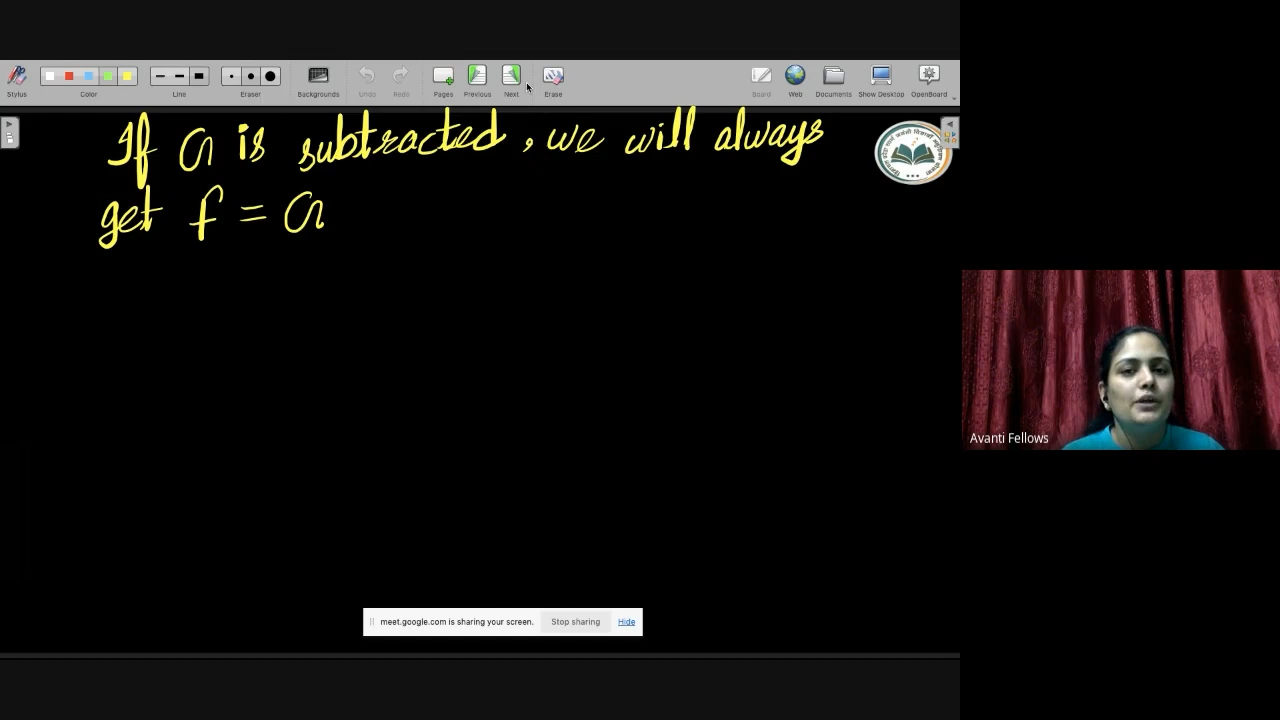 Stylus Color Line Eraser Backgrounds Undo Redo Pages Previous Next Erase Board Web Documents Show Desktop OpenBoard
If G is subtracted, we will always
get f = G
Avanti Fellows
meet.google.com is sharing your screen. Stop sharing Hide